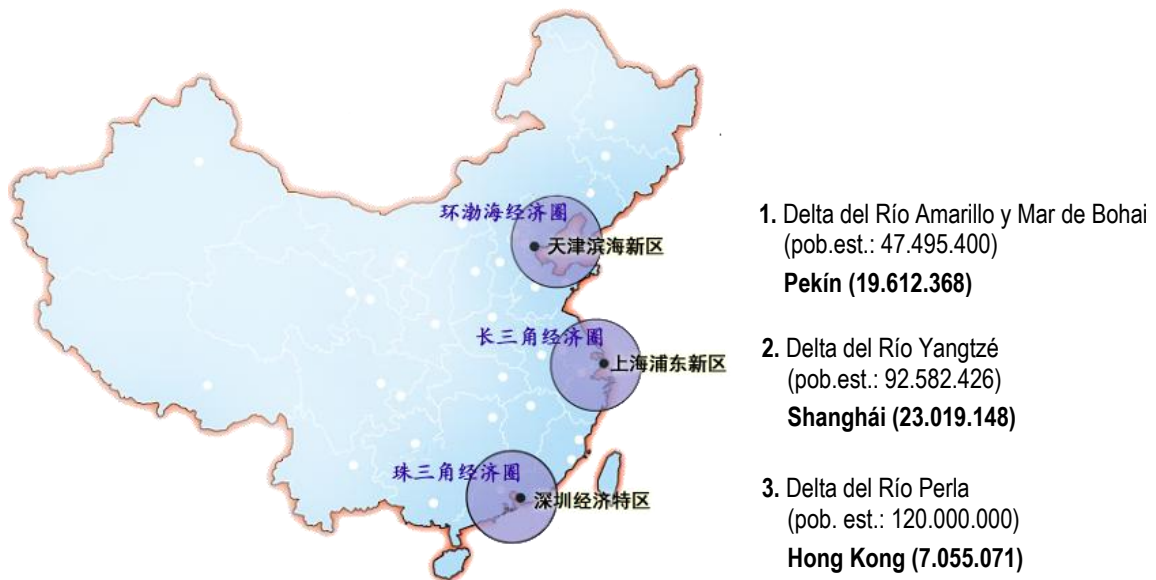 环渤海经济圈
天津滨海新区
长三角经济圈
上海浦东新区
珠三角经济圈
深圳经济特区
1. Delta del Río Amarillo y Mar de Bohai
(pob.est.: 47.495.400)
Pekín (19.612.368)
2. Delta del Río Yangtzé
(pob.est.: 92.582.426)
Shanghái (23.019.148)
3. Delta del Río Perla
(pob. est.: 120.000.000)
Hong Kong (7.055.071)